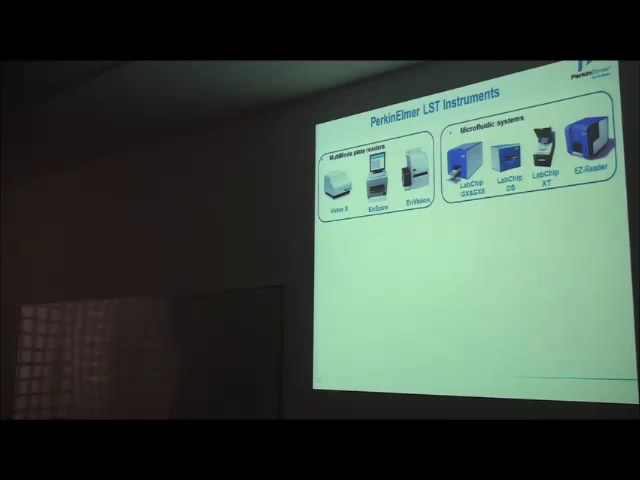 PerkinElmer
PerkinElmer LST Instruments
MultiMode plate readers
Victor X
EnSpire
EnVision
• Microfluidic systems
LabChip
GX/GXII
LabChip
DS
LabChip
XT
EZ-Reader